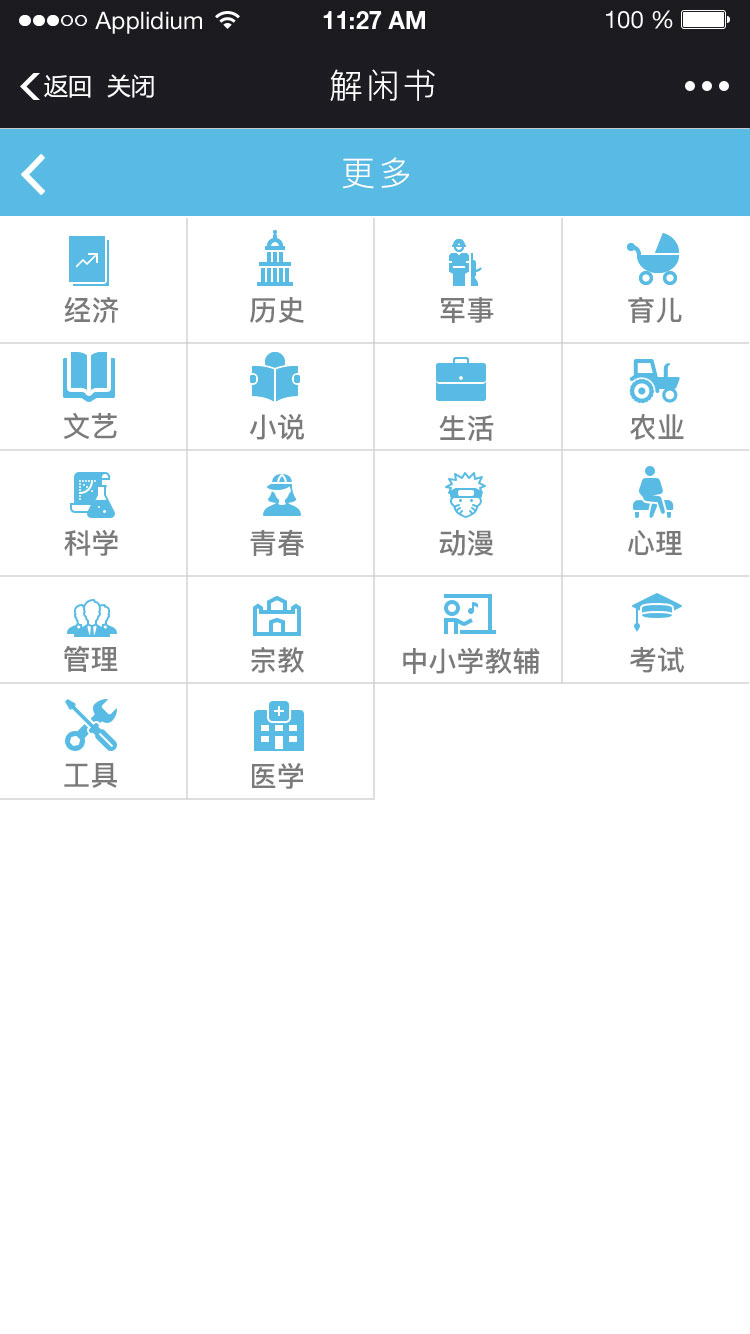 Applidium 11:27 AM 100 %
返回 关闭 解闲书
更多
经济 历史 军事 育儿
文艺 小说 生活 农业
科学 青春 动漫 心理
管理 宗教 中小学教辅 考试
工具 医学